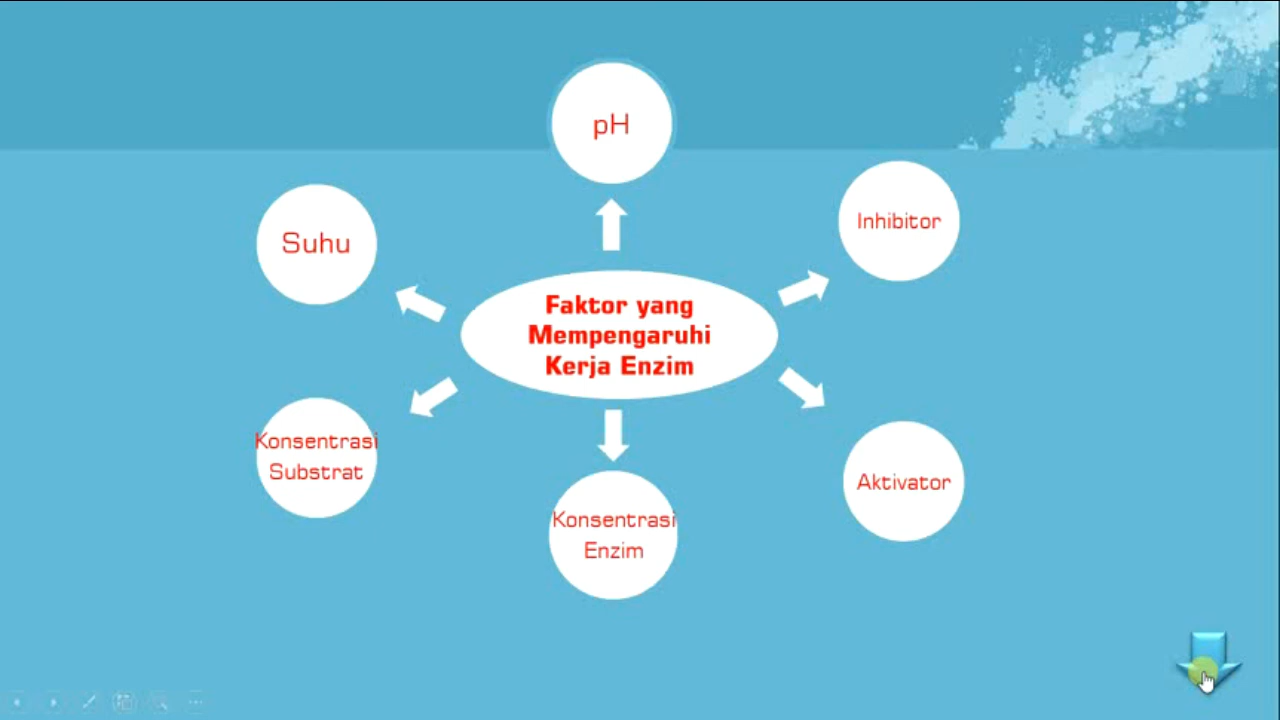 pH
Inhibitor
Suhu
Faktor yang
Mempengaruhi
Kerja Enzim
Konsentrasi
Substrat
Aktivator
Konsentrasi
Enzim